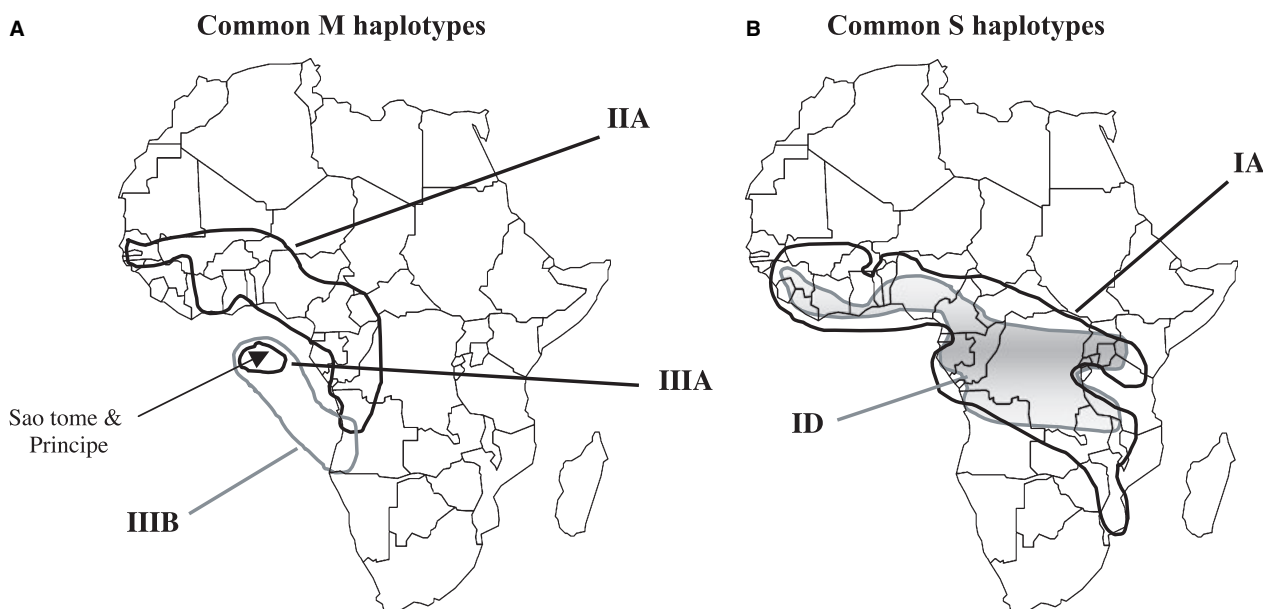 A
Common M haplotypes
IIA
IIIA
Sao tome &
Principe
IIIB
B
Common S haplotypes
IA
ID